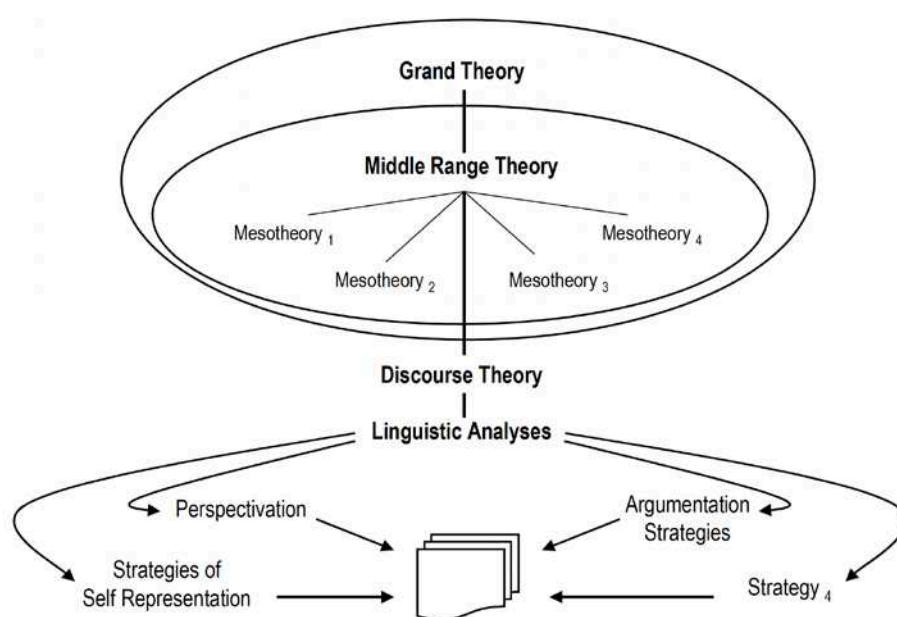 Grand Theory
Middle Range Theory
Mesotheory 1
Mesotheory 4
Mesotheory 2
Mesotheory 3
Discourse Theory
Linguistic Analyses
Perspectivation
Argumentation
Strategies
Strategies of
Self Representation
Strategy 4